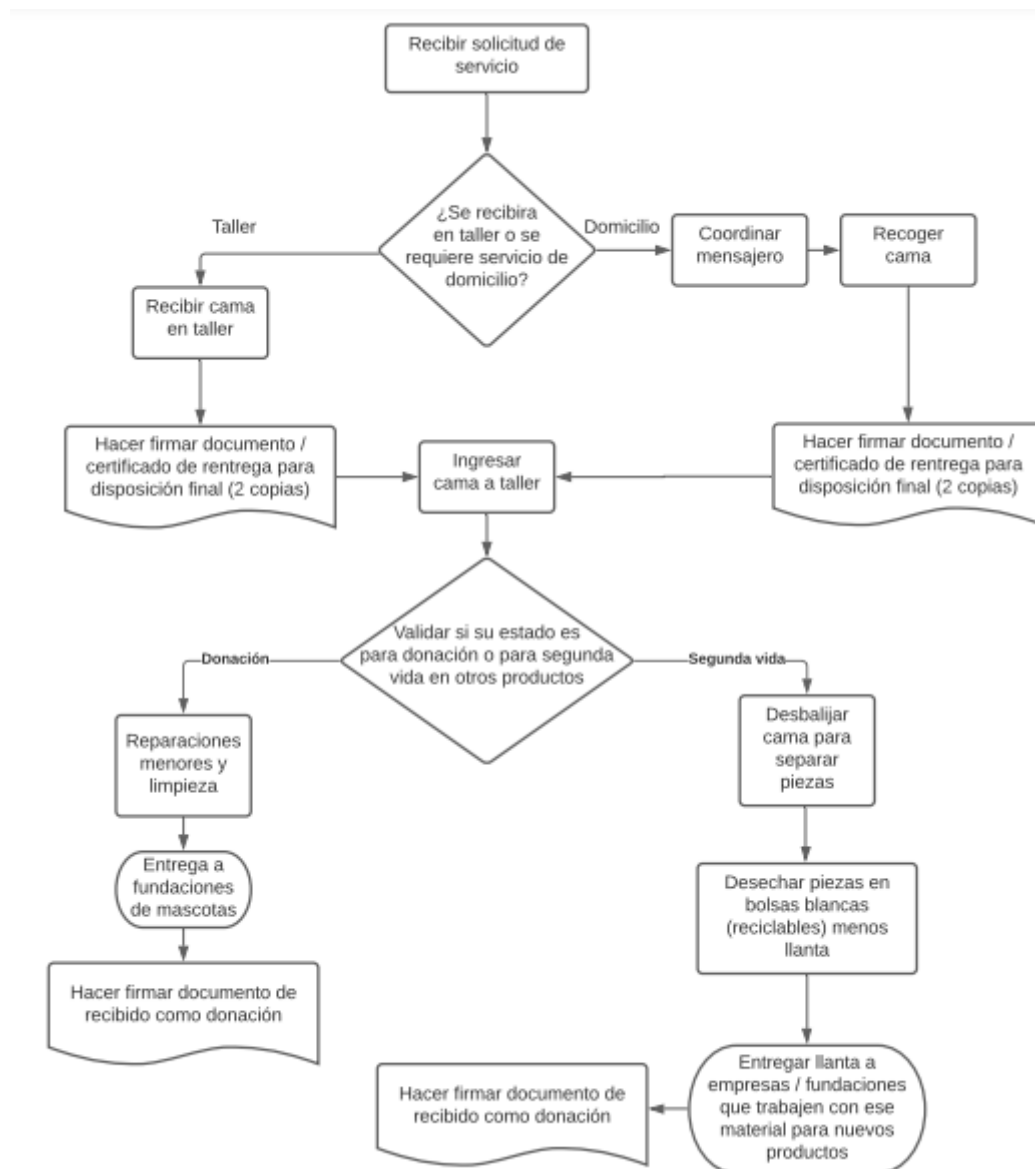 Recibir solicitud de
servicio
¿Se recibira
en taller o se
requiere servicio de
domicilio?
Taller
Domicilio
Coordinar
mensajero
Recoger
cama
Recibir cama
en taller
Hacer firmar documento /
certificado de rentrega para
disposición final (2 copias)
Ingresar
cama a taller
Hacer firmar documento /
certificado de rentrega para
disposición final (2 copias)
Validar si su estado es
para donación o para segunda
vida en otros productos
Donación
Segunda vida
Reparaciones
menores y
limpieza
Desbalijar
cama para
separar
piezas
Entrega a
fundaciones
de mascotas
Desechar piezas en
bolsas blancas
(reciclables) menos
llanta
Hacer firmar documento de
recibido como donación
Entregar llanta a
empresas / fundaciones
que trabajen con ese
material para nuevos
productos
Hacer firmar documento de
recibido como donación